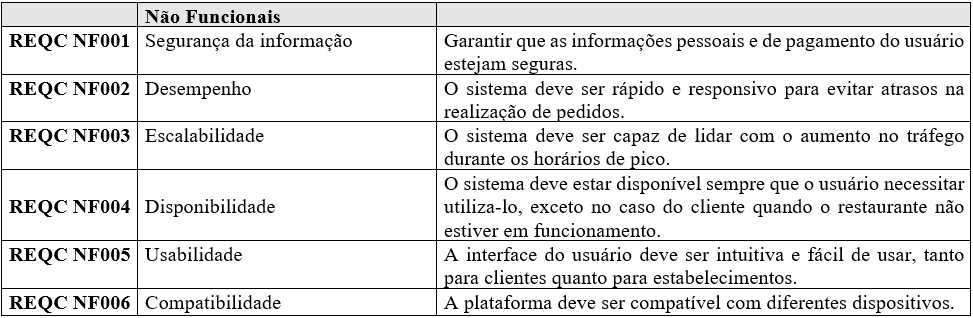 Não Funcionais
REQC NF001 Segurança da informação Garantir que as informações pessoais e de pagamento do usuário
estejam seguras.
REQC NF002 Desempenho O sistema deve ser rápido e responsivo para evitar atrasos na
realização de pedidos.
REQC NF003 Escalabilidade O sistema deve ser capaz de lidar com o aumento no tráfego
durante os horários de pico.
O sistema deve estar disponível sempre que o usuário necessitar
REQC NF004 Disponibilidade utiliza-lo, exceto no caso do cliente quando o restaurante não
estiver em funcionamento.
REQC NF005 Usabilidade A interface do usuário deve ser intuitiva e fácil de usar, tanto
para clientes quanto para estabelecimentos.
REQC NF006 Compatibilidade A plataforma deve ser compatível com diferentes dispositivos.